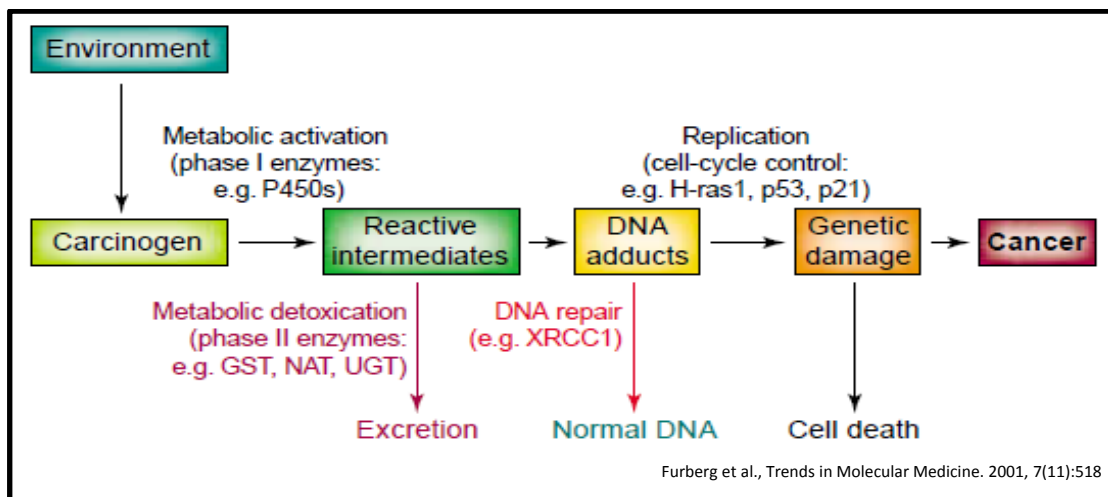 Environment
Metabolic activation
(phase I enzymes:
e.g. P450s)
Replication
(cell-cycle control:
e.g. H-ras1, p53, p21)
Carcinogen
Reactive
intermediates
DNA
adducts
Genetic
damage
Cancer
Metabolic detoxication
(phase II enzymes:
e.g. GST, NAT, UGT)
DNA repair
(e.g. XRCC1)
Excretion
Normal DNA
Cell death
Furberg et al., Trends in Molecular Medicine. 2001, 7(11):518